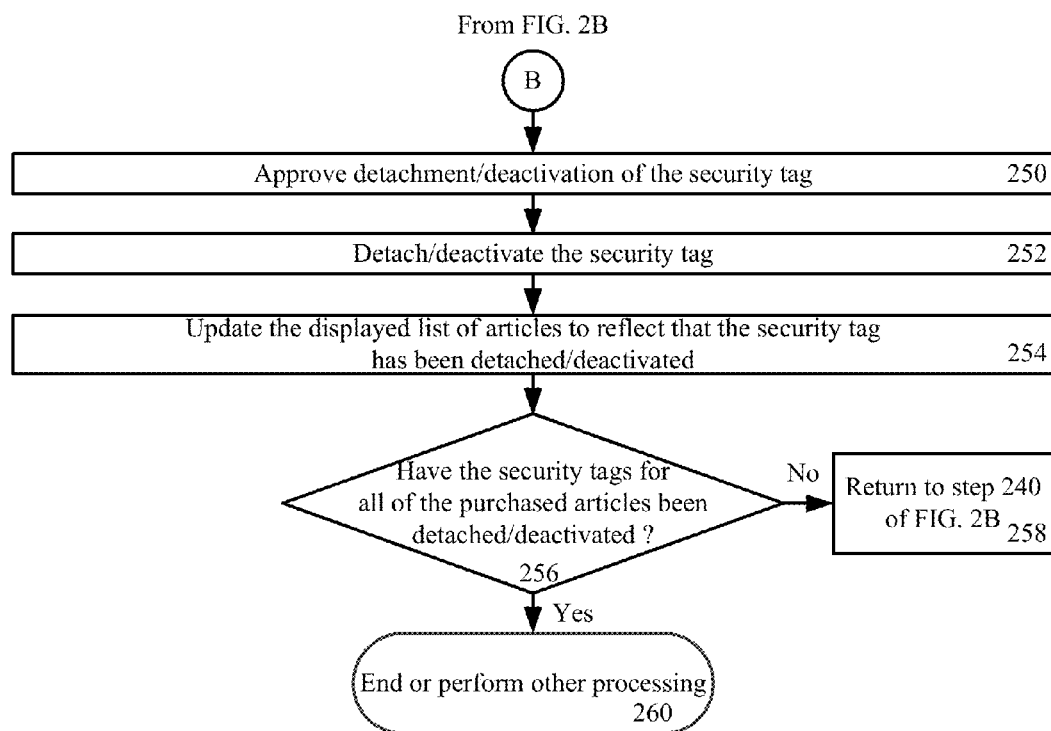 From FIG. 2B
B
Approve detachment/deactivation of the security tag 250
Detach/deactivate the security tag 252
Update the displayed list of articles to reflect that the security tag
has been detached/deactivated 254
Have the security tags for
all of the purchased articles been
detached/deactivated ?
256
No
Return to step 240
of FIG. 2B
258
Yes
End or perform other processing
260